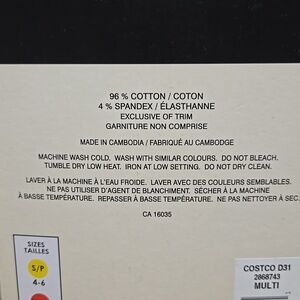 96 % COTTON / COTON
4 % SPANDEX / ÉLASTHANNE
EXCLUSIVE OF TRIM
GARNITURE NON COMPRISE
MADE IN CAMBODIA / FABRIQUÉ AU CAMBODGE
MACHINE WASH COLD. WASH WITH SIMILAR COLOURS. DO NOT BLEACH.
TUMBLE DRY LOW HEAT. IRON AT LOW SETTING. DO NOT DRY CLEAN.
LAVER À LA MACHINE À L'EAU FROIDE. LAVER AVEC DES COULEURS SEMBLABLES.
NE PAS UTILISER D'AGENT DE BLANCHIMENT. SÉCHER À LA MACHINE
À BASSE TEMPÉRATURE. REPASSER À BASSE TEMPÉRATURE. NE PAS NETTOYER À SEC.
CA 16035
SIZES
TAILLES
S/P
4-6
COSTCO D31
2868743
MULTI